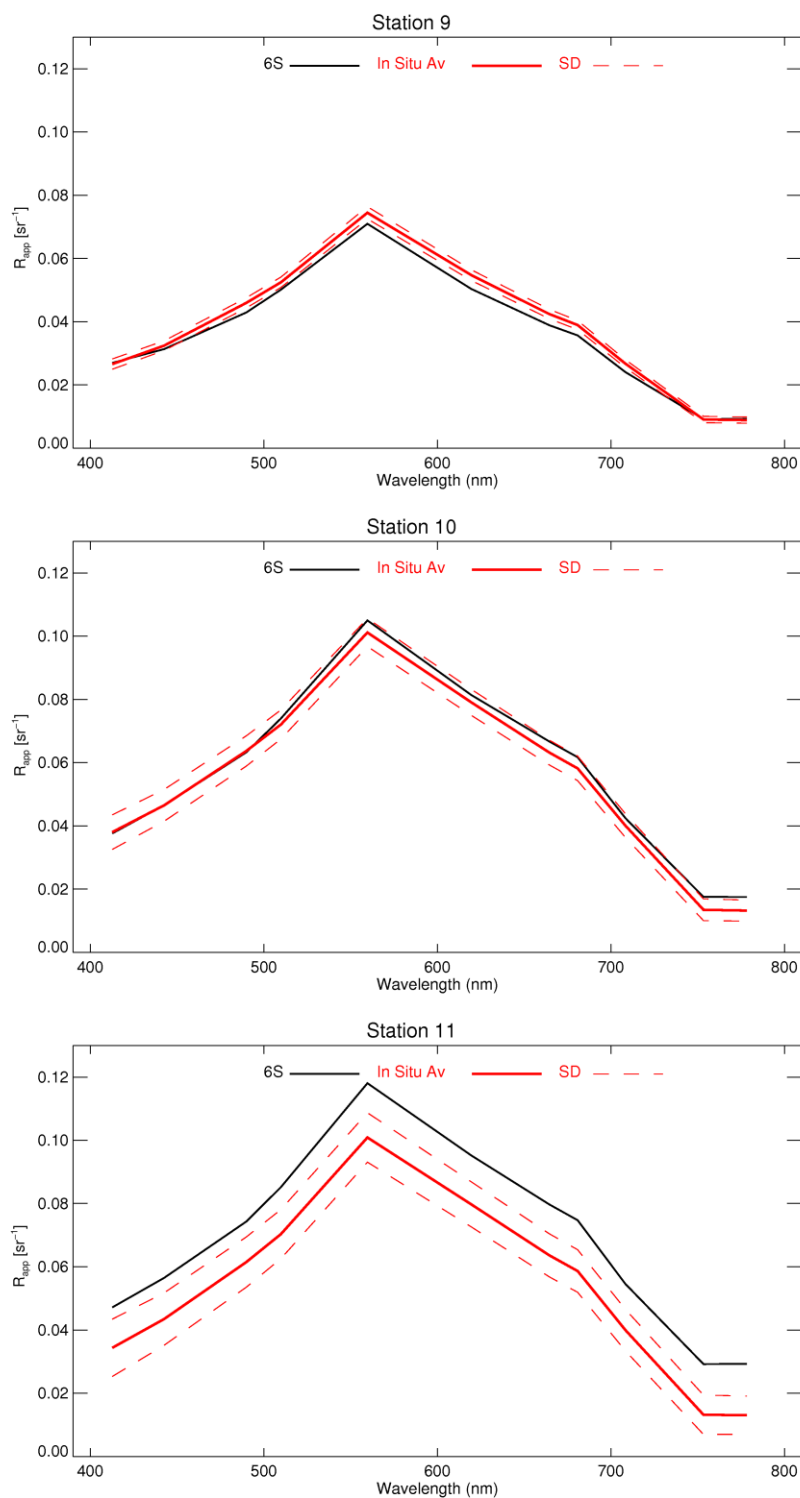 Station 9
6S In Situ Av SD
0.12
0.10
0.08
0.06
0.04
0.02
0.00
R_app [sr⁻¹]
400 500 600 700 800
Wavelength (nm)
Station 10
6S In Situ Av SD
0.12
0.10
0.08
0.06
0.04
0.02
0.00
R_app [sr⁻¹]
400 500 600 700 800
Wavelength (nm)
Station 11
6S In Situ Av SD
0.12
0.10
0.08
0.06
0.04
0.02
0.00
R_app [sr⁻¹]
400 500 600 700 800
Wavelength (nm)